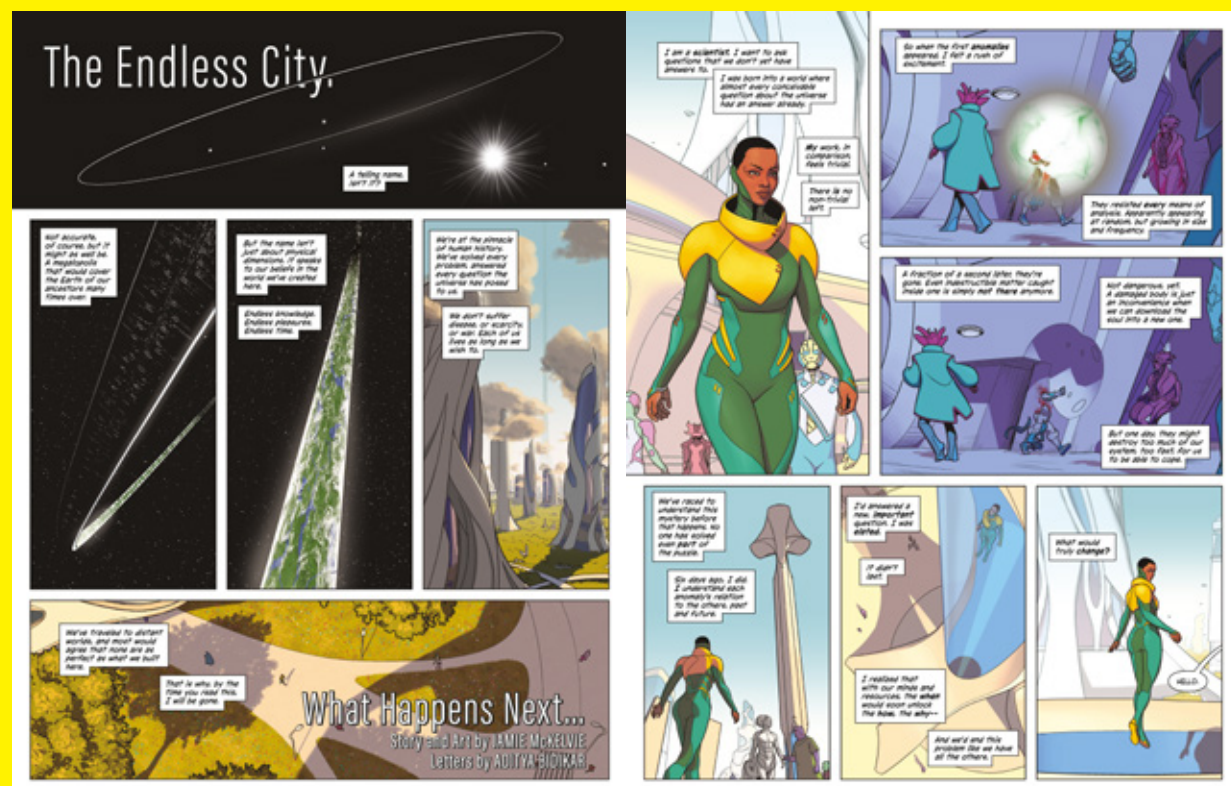 The Endless City.
A telling name,
isn't it?
Not accurate,
of course, but it
might as well be.
A megalopolis
that would cover
the Earth of our
ancestors many
times over.
But the name isn't
just about physical
dimensions. It speaks
to our beliefs in the
world we've created
here.
Endless knowledge.
Endless pleasures.
Endless time.
We're at the pinnacle
of human history.
We've solved every
problem, answered
every question the
universe has posed
to us.
We don't suffer
disease, or scarcity,
or war. Each of us
lives as long as we
wish to.
We've traveled to distant
worlds, and most would
agree that none are as
perfect as what we built
here.
That is why, by the
time you read this,
I will be gone.
What Happens Next...
Story and Art by JAMIE McKELVIE
Letters by ADITYA BIDIKAR
I am a scientist. I want to ask
questions that we don't yet have
answers to.
I was born into a world where
almost every conceivable
question about the universe
had an answer already.
My work, in
comparison,
feels trivial.
There is no
non-trivial
left.
So when the first anomalies
appeared, I felt a rush of
excitement.
They resisted every means of
analysis. Apparently appearing
at random, but growing in size
and frequency.
A fraction of a second later, they're
gone. Even indestructible matter caught
inside one is simply not there anymore.
Not dangerous, yet.
A damaged body is just
an inconvenience when
we can download the
soul into a new one.
But one day, they might
destroy too much of our
system, too fast, for us
to be able to cope.
We've raced to
understand this
mystery before
that happens. No
one has solved
even part of
the puzzle.
Six days ago, I did.
I understand each
anomaly's relation
to the others, past
and future.
I'd answered a
new, important
question. I was
elated.
It didn't
last.
I realized that
with our minds and
resources, the what
would soon unlock
the how, the why--
And we'd end this
problem like we have
all the others.
What would
truly change?
HELLO.